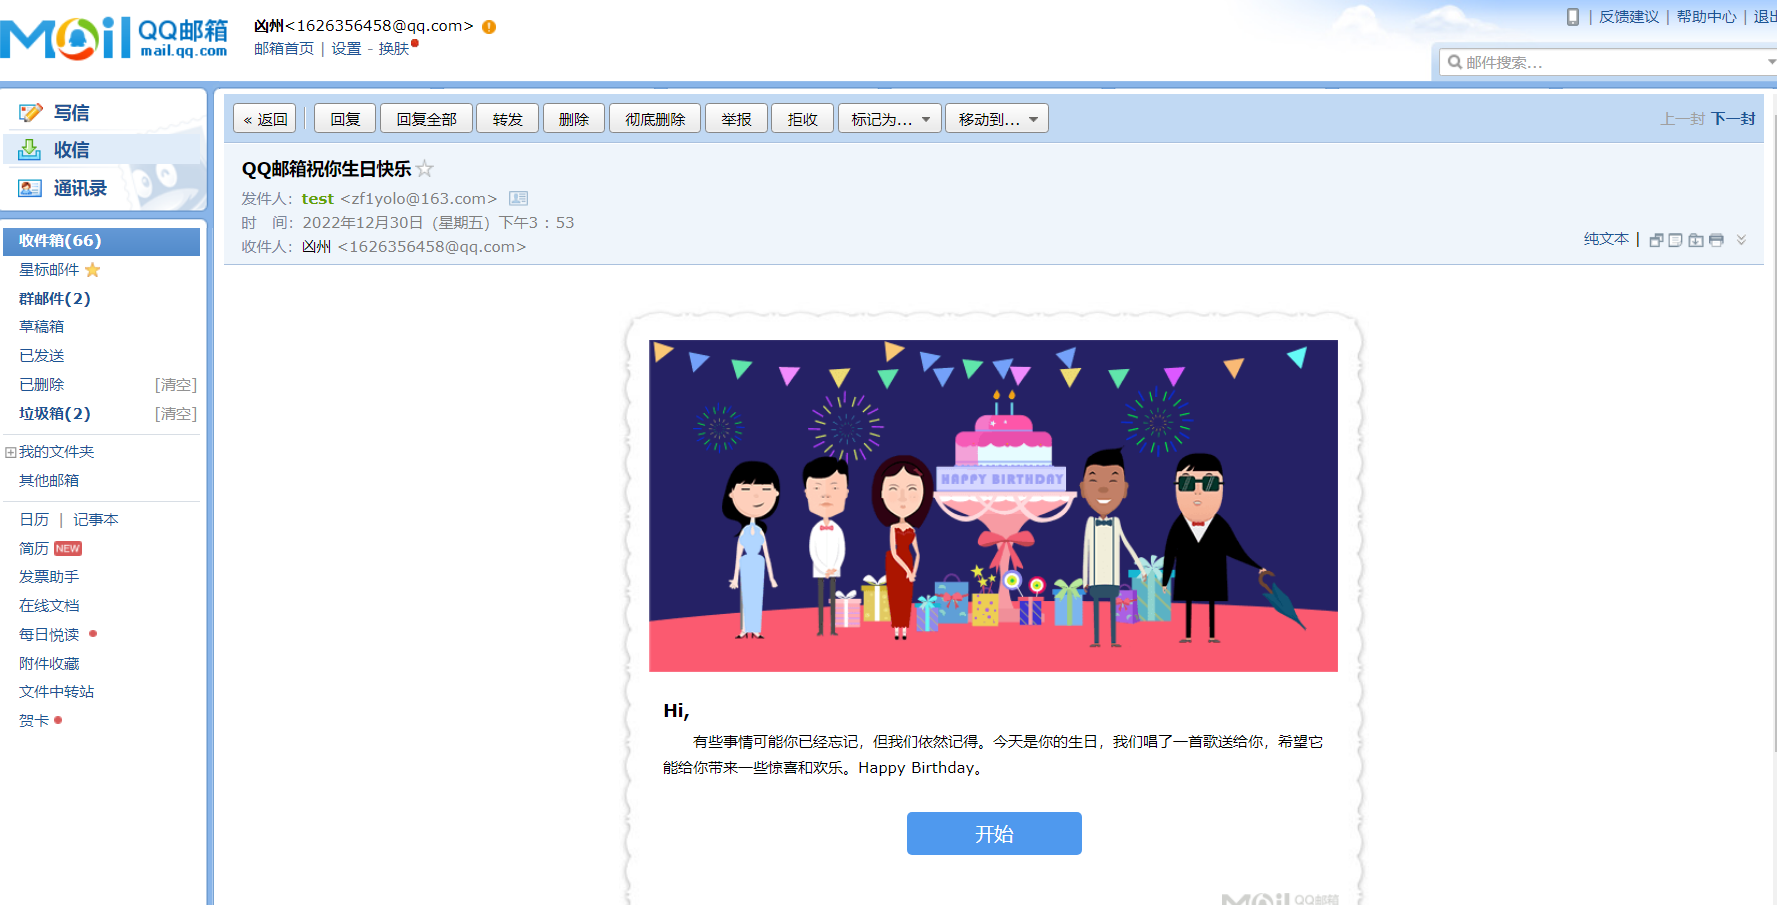 Mail QQ邮箱
mail.qq.com
凶州<1626356458@qq.com>
邮箱首页 | 设置 - 换肤
反馈建议 | 帮助中心 | 退出
邮件搜索...
写信
收信
通讯录
收件箱(66)
星标邮件
群邮件(2)
草稿箱
已发送
已删除 [清空]
垃圾箱(2) [清空]
我的文件夹
其他邮箱
日历 | 记事本
简历 NEW
发票助手
在线文档
每日悦读
附件收藏
文件中转站
贺卡
« 返回 回复 回复全部 转发 删除 彻底删除 举报 拒收 标记为... 移动到... 上一封 下一封
QQ邮箱祝你生日快乐
发件人：test <zf1yolo@163.com>
时 间：2022年12月30日（星期五）下午3：53
收件人：凶州 <1626356458@qq.com>
纯文本 |
HAPPY BIRTHDAY
Hi,
有些事情可能你已经忘记，但我们依然记得。今天是你的生日，我们唱了一首歌送给你，希望它
能给你带来一些惊喜和欢乐。Happy Birthday。
开始
Mail QQ邮箱